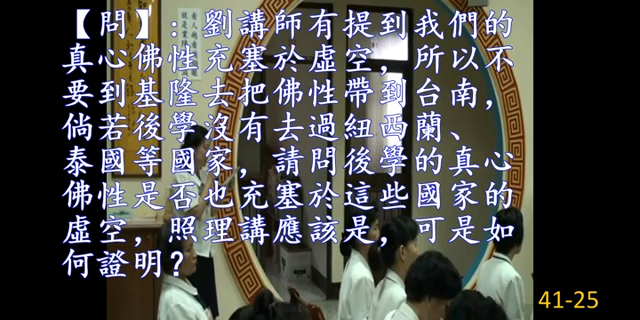 【問】：劉講師有提到我們的
真心佛性充塞於虛空，所以不
要到基隆去把佛性帶到台南，
倘若後學沒有去過紐西蘭、
泰國等國家，請問後學的真心
佛性是否也充塞於這些國家的
虛空，照理講應該是，可是如
何證明？
41-25